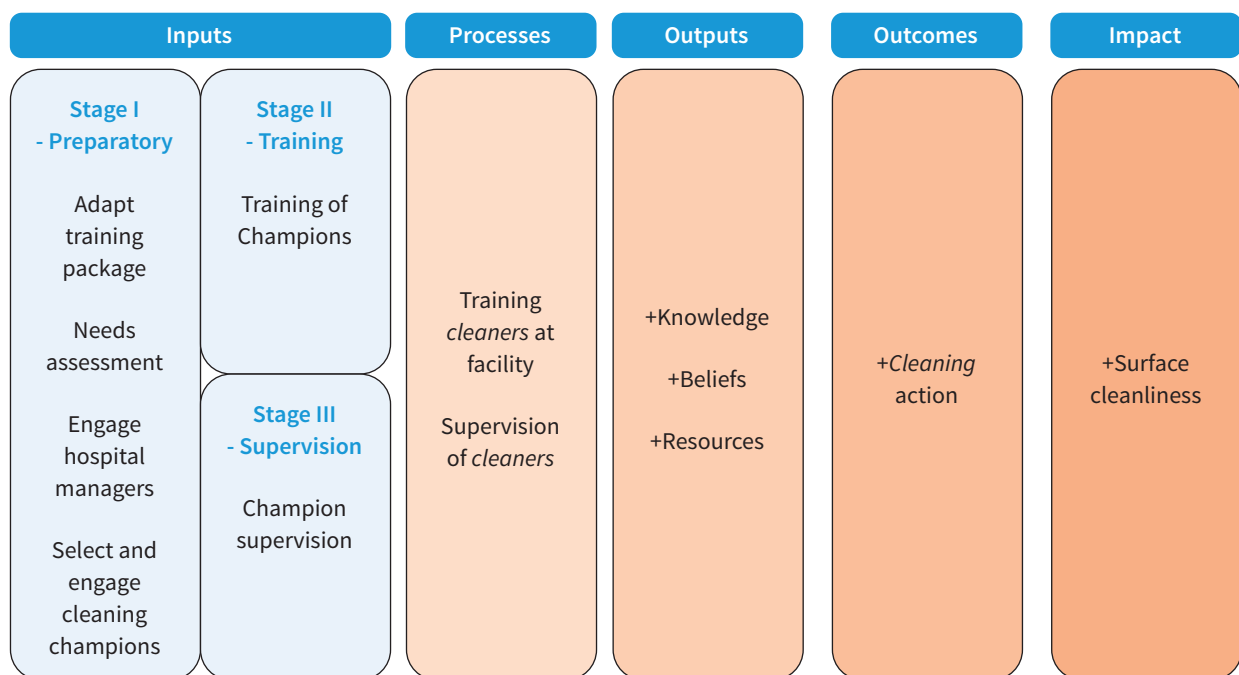 Inputs
Processes
Outputs
Outcomes
Impact
Stage I
- Preparatory
Adapt
training
package
Needs
assessment
Engage
hospital
managers
Select and
engage
cleaning
champions
Stage II
- Training
Training of
Champions
Stage III
- Supervision
Champion
supervision
Training
cleaners at
facility
Supervision
of cleaners
+Knowledge
+Beliefs
+Resources
+Cleaning
action
+Surface
cleanliness